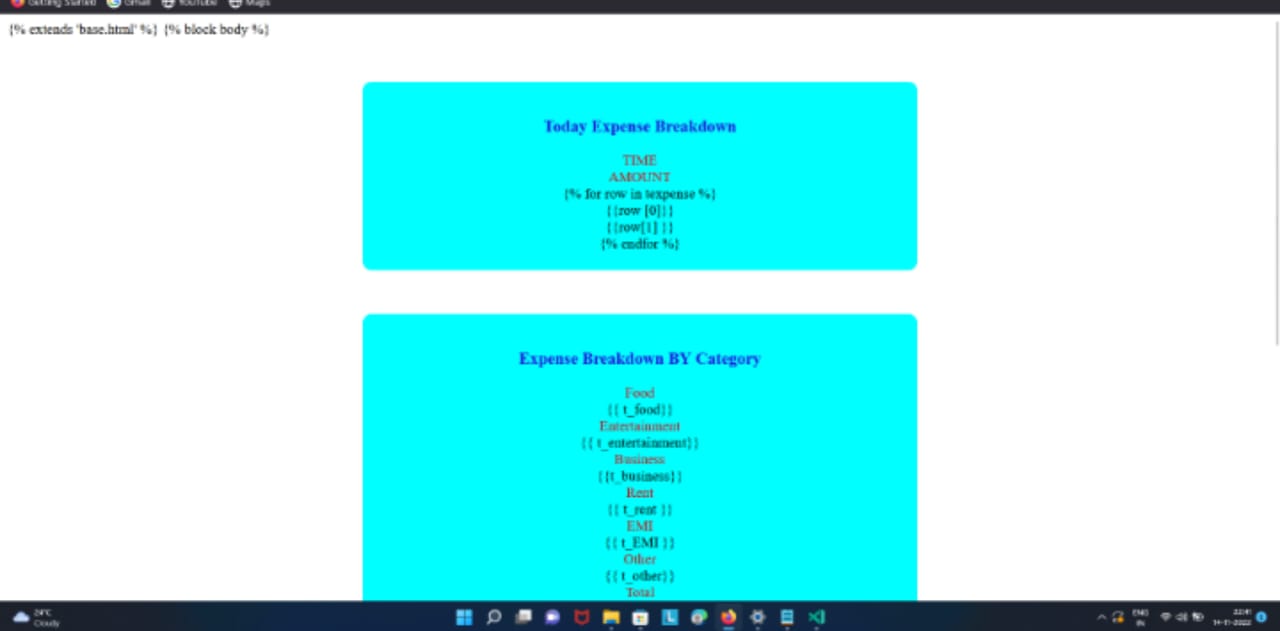 Getting Started Gmail YouTube Maps
{% extends 'base.html' %} {% block body %}
Today Expense Breakdown
TIME
AMOUNT
{% for row in texpense %}
{{row [0]}}
{{row[1] }}
{% endfor %}
Expense Breakdown BY Category
Food
{{ t_food}}
Entertainment
{{ t_entertainment}}
Business
{{t_business}}
Rent
{{ t_rent }}
EMI
{{ t_EMI }}
Other
{{ t_other}}
Total
24°C
Cloudy
ENG
IN
22:41
14-11-2022